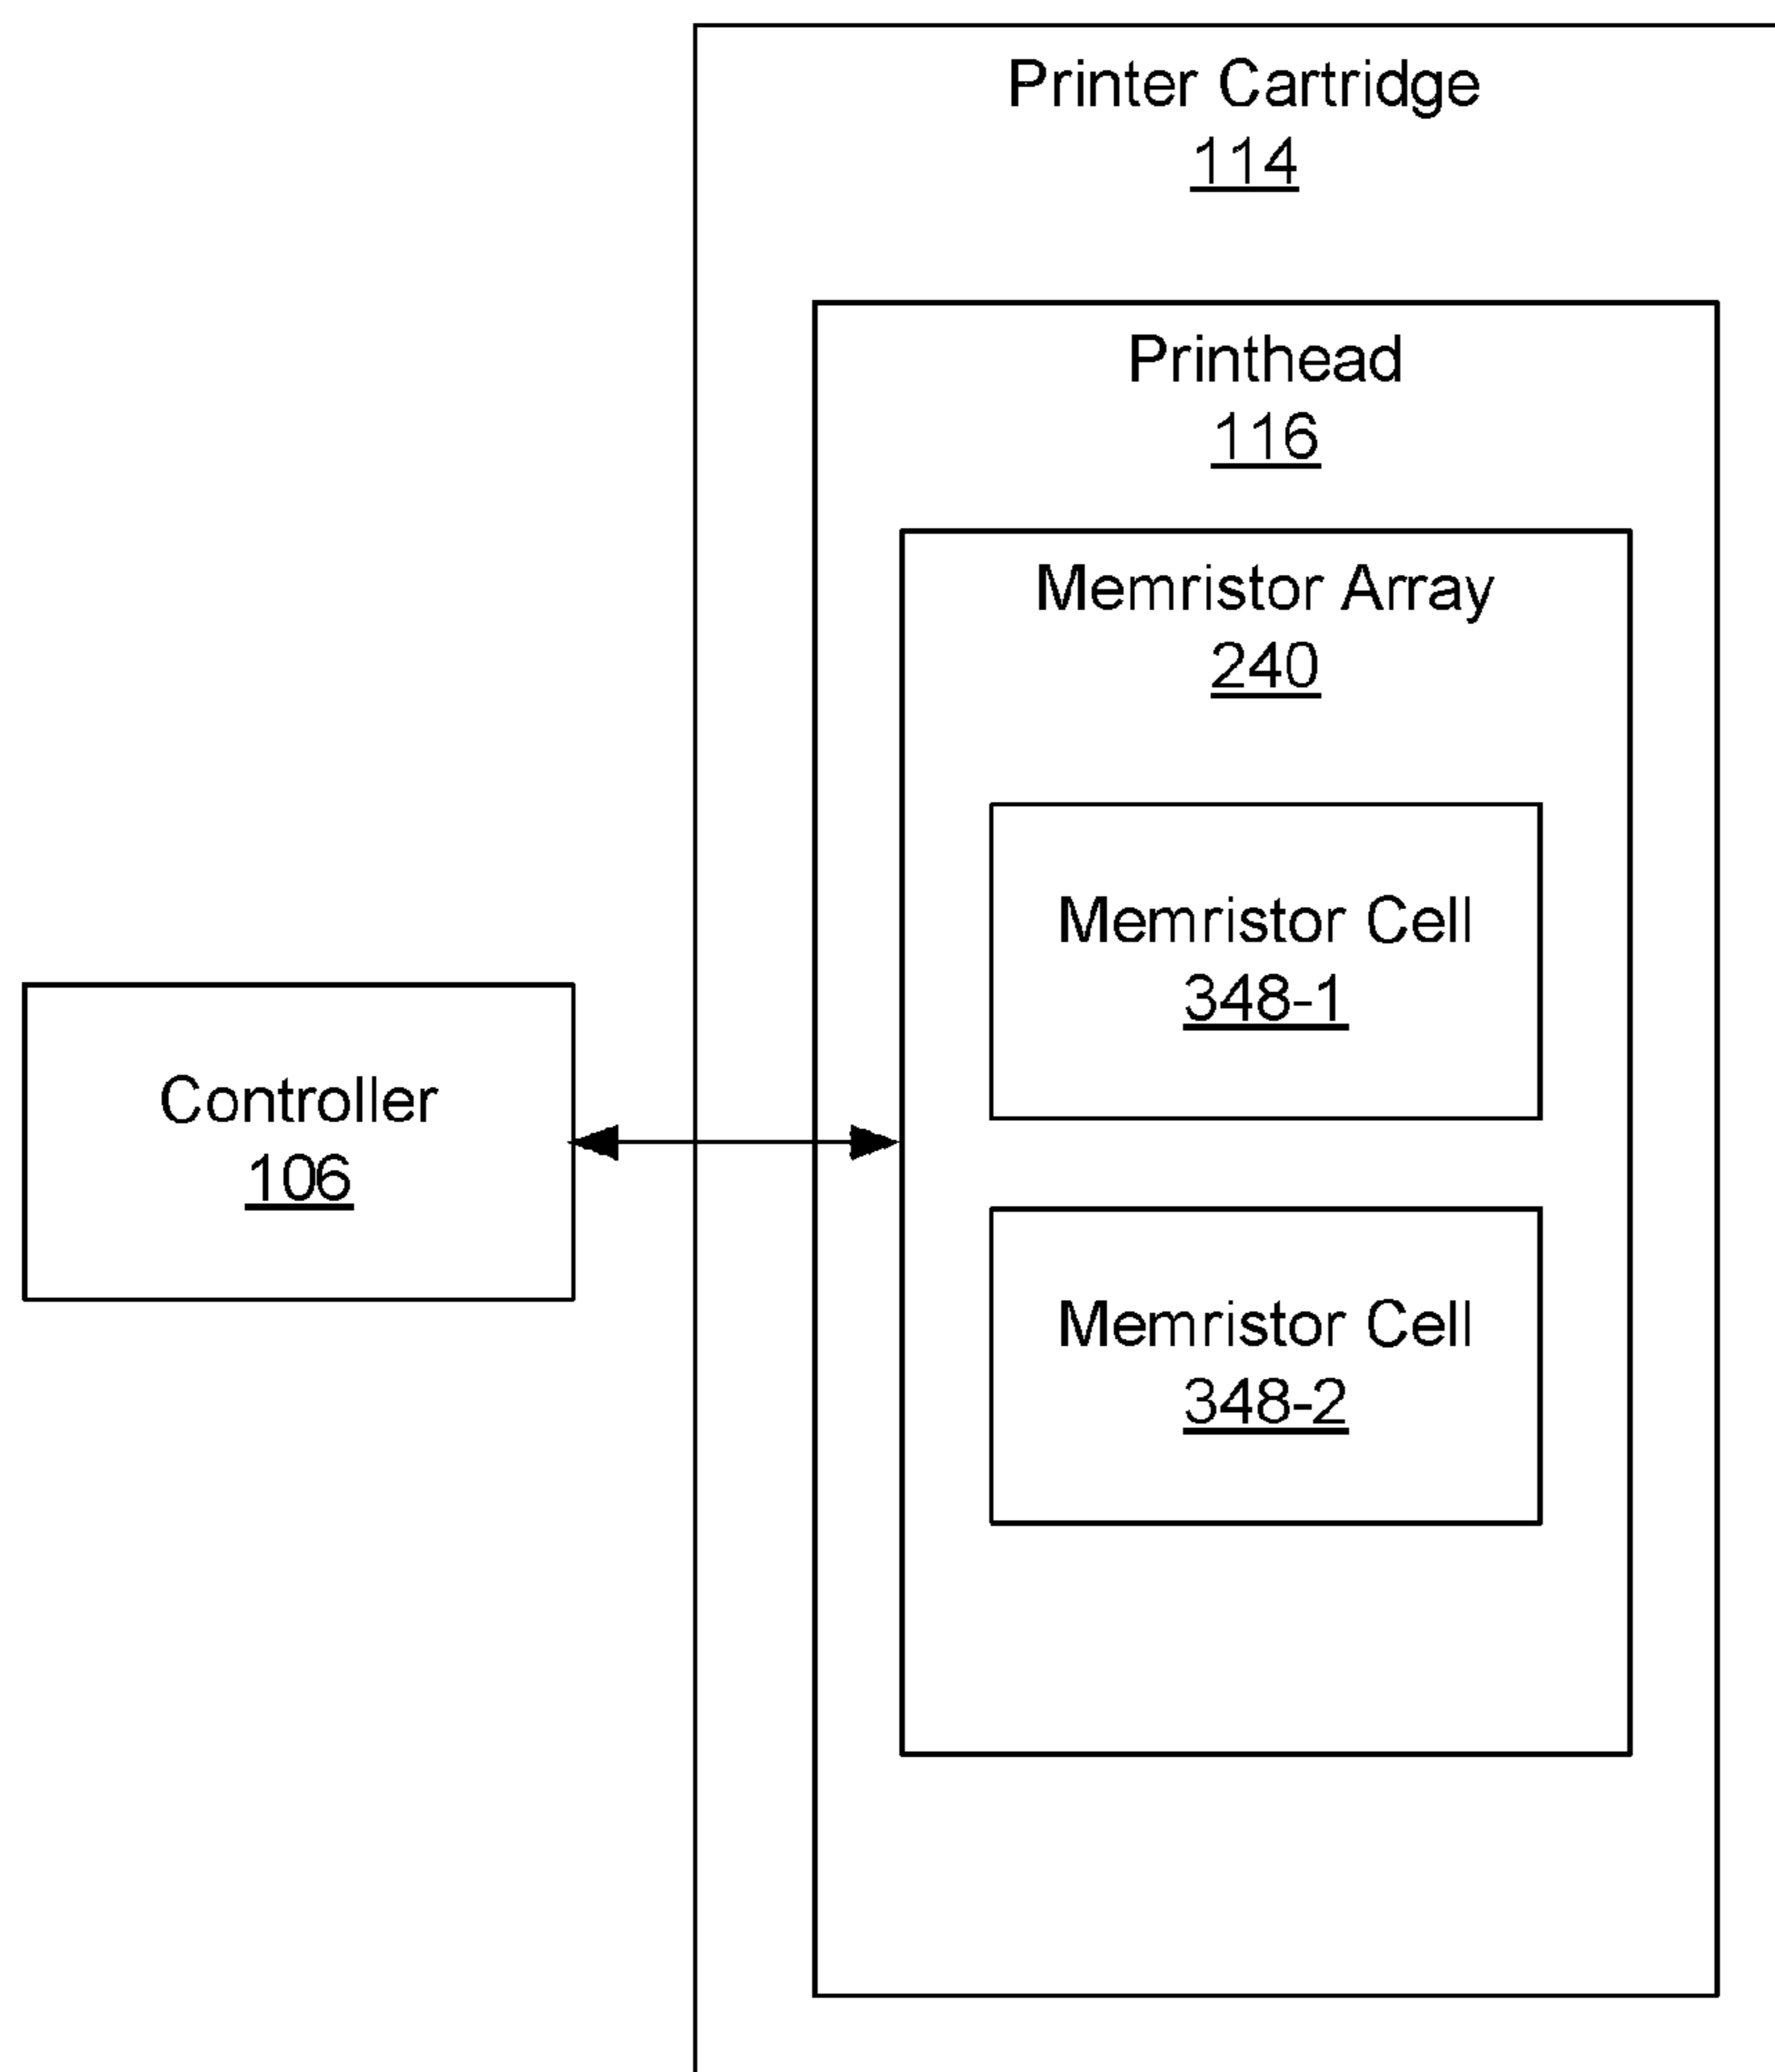 Printer Cartridge
114
Printhead
116
Memristor Array
240
Memristor Cell
348-1
Controller
106
Memristor Cell
348-2